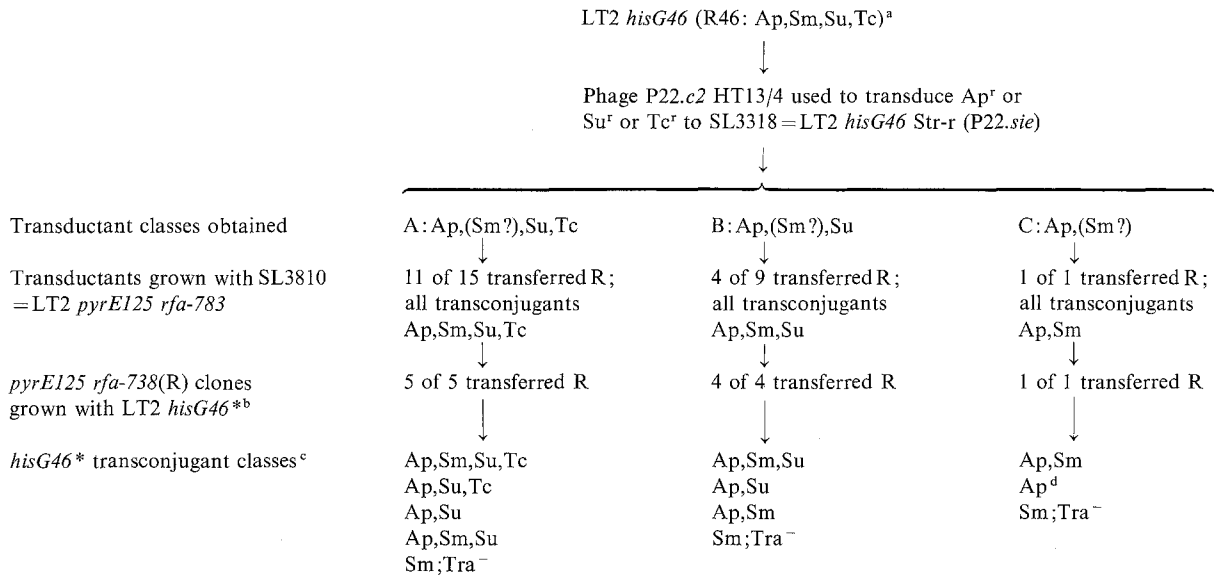 LT2 hisG46 (R46: Ap,Sm,Su,Tc)ᵃ
Phage P22.c2 HT13/4 used to transduce Apʳ or
Suʳ or Tcʳ to SL3318=LT2 hisG46 Str-r (P22.sie)
Transductant classes obtained A:Ap,(Sm?),Su,Tc B:Ap,(Sm?),Su C:Ap,(Sm?)
Transductants grown with SL3810 11 of 15 transferred R; 4 of 9 transferred R; 1 of 1 transferred R;
=LT2 pyrE125 rfa-783 all transconjugants all transconjugants all transconjugants
Ap,Sm,Su,Tc Ap,Sm,Su Ap,Sm
pyrE125 rfa-738(R) clones 5 of 5 transferred R 4 of 4 transferred R 1 of 1 transferred R
grown with LT2 hisG46*ᵇ
hisG46* transconjugant classesᶜ Ap,Sm,Su,Tc Ap,Sm,Su Ap,Sm
Ap,Su,Tc Ap,Su Apᵈ
Ap,Su Ap,Sm Sm;Tra⁻
Ap,Sm,Su Sm;Tra⁻
Sm;Tra⁻